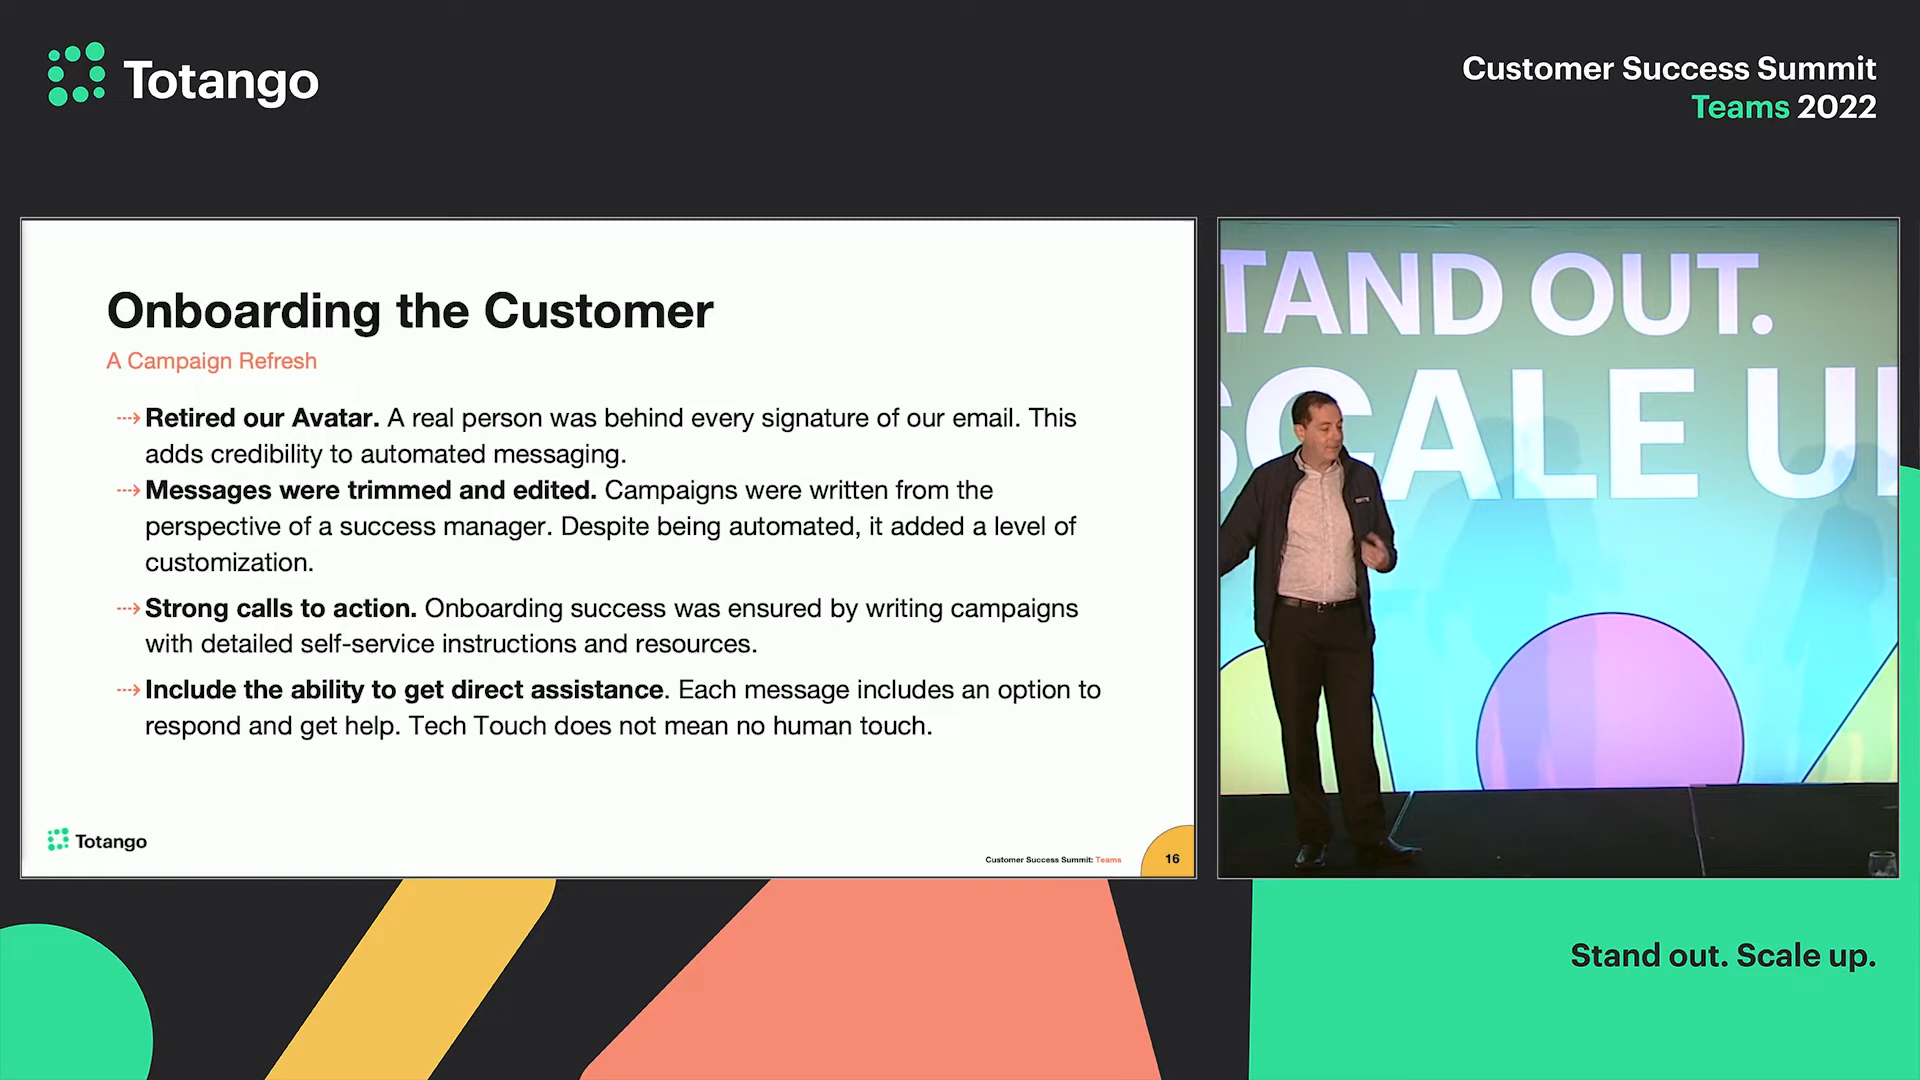 Totango
Customer Success Summit
Teams 2022
Onboarding the Customer
A Campaign Refresh
Retired our Avatar. A real person was behind every signature of our email. This
adds credibility to automated messaging.
Messages were trimmed and edited. Campaigns were written from the
perspective of a success manager. Despite being automated, it added a level of
customization.
Strong calls to action. Onboarding success was ensured by writing campaigns
with detailed self-service instructions and resources.
Include the ability to get direct assistance. Each message includes an option to
respond and get help. Tech Touch does not mean no human touch.
Totango
Customer Success Summit: Teams
16
TAND OUT.
SCALE U
Stand out. Scale up.